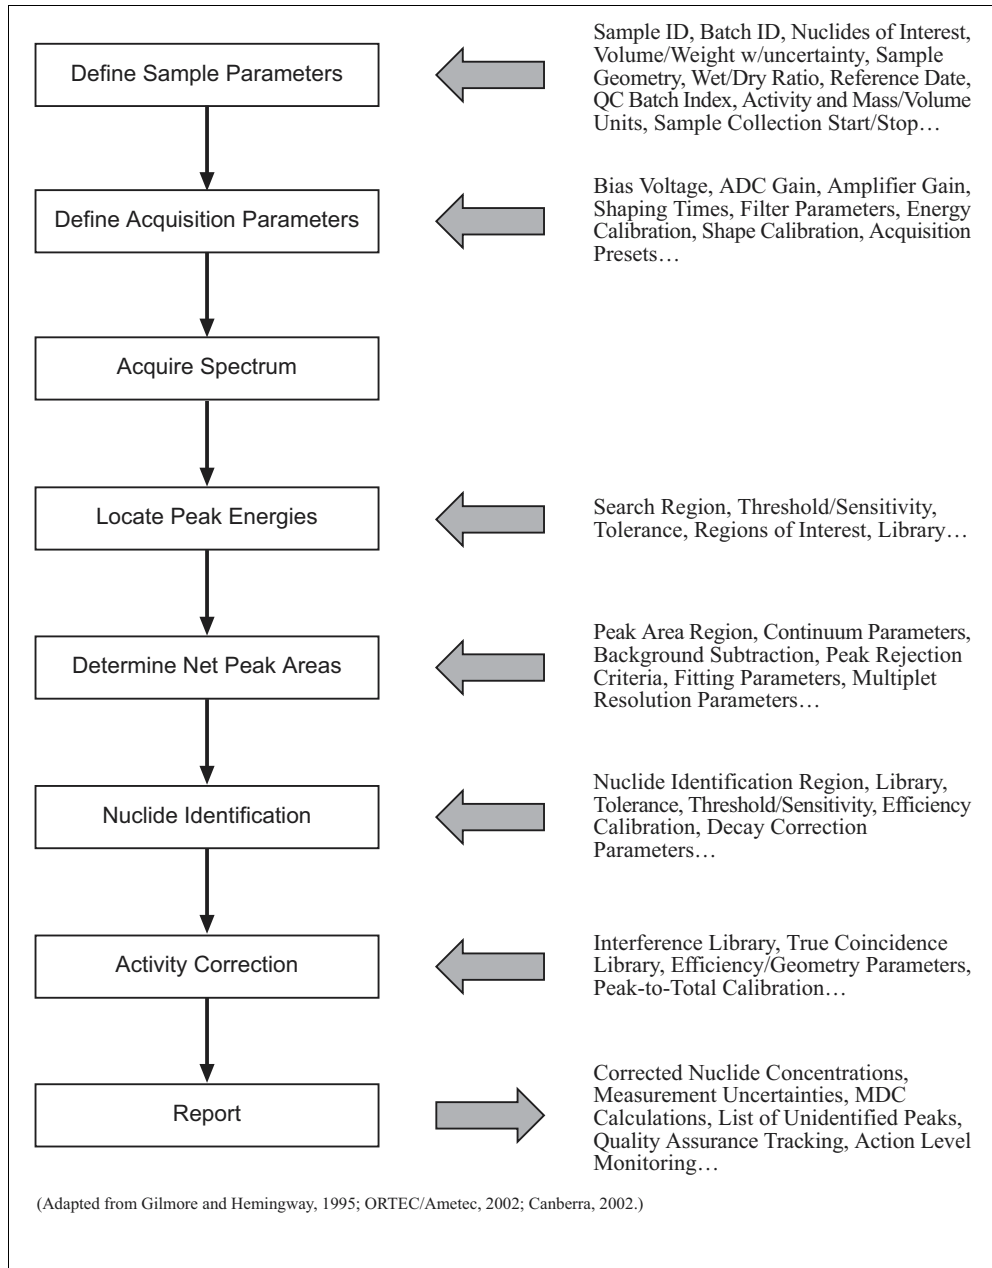 Define Sample Parameters
Sample ID, Batch ID, Nuclides of Interest,
Volume/Weight w/uncertainty, Sample
Geometry, Wet/Dry Ratio, Reference Date,
QC Batch Index, Activity and Mass/Volume
Units, Sample Collection Start/Stop…
Define Acquisition Parameters
Bias Voltage, ADC Gain, Amplifier Gain,
Shaping Times, Filter Parameters, Energy
Calibration, Shape Calibration, Acquisition
Presets…
Acquire Spectrum
Locate Peak Energies
Search Region, Threshold/Sensitivity,
Tolerance, Regions of Interest, Library…
Determine Net Peak Areas
Peak Area Region, Continuum Parameters,
Background Subtraction, Peak Rejection
Criteria, Fitting Parameters, Multiplet
Resolution Parameters…
Nuclide Identification
Nuclide Identification Region, Library,
Tolerance, Threshold/Sensitivity, Efficiency
Calibration, Decay Correction
Parameters…
Activity Correction
Interference Library, True Coincidence
Library, Efficiency/Geometry Parameters,
Peak-to-Total Calibration…
Report
Corrected Nuclide Concentrations,
Measurement Uncertainties, MDC
Calculations, List of Unidentified Peaks,
Quality Assurance Tracking, Action Level
Monitoring…
(Adapted from Gilmore and Hemingway, 1995; ORTEC/Ametec, 2002; Canberra, 2002.)